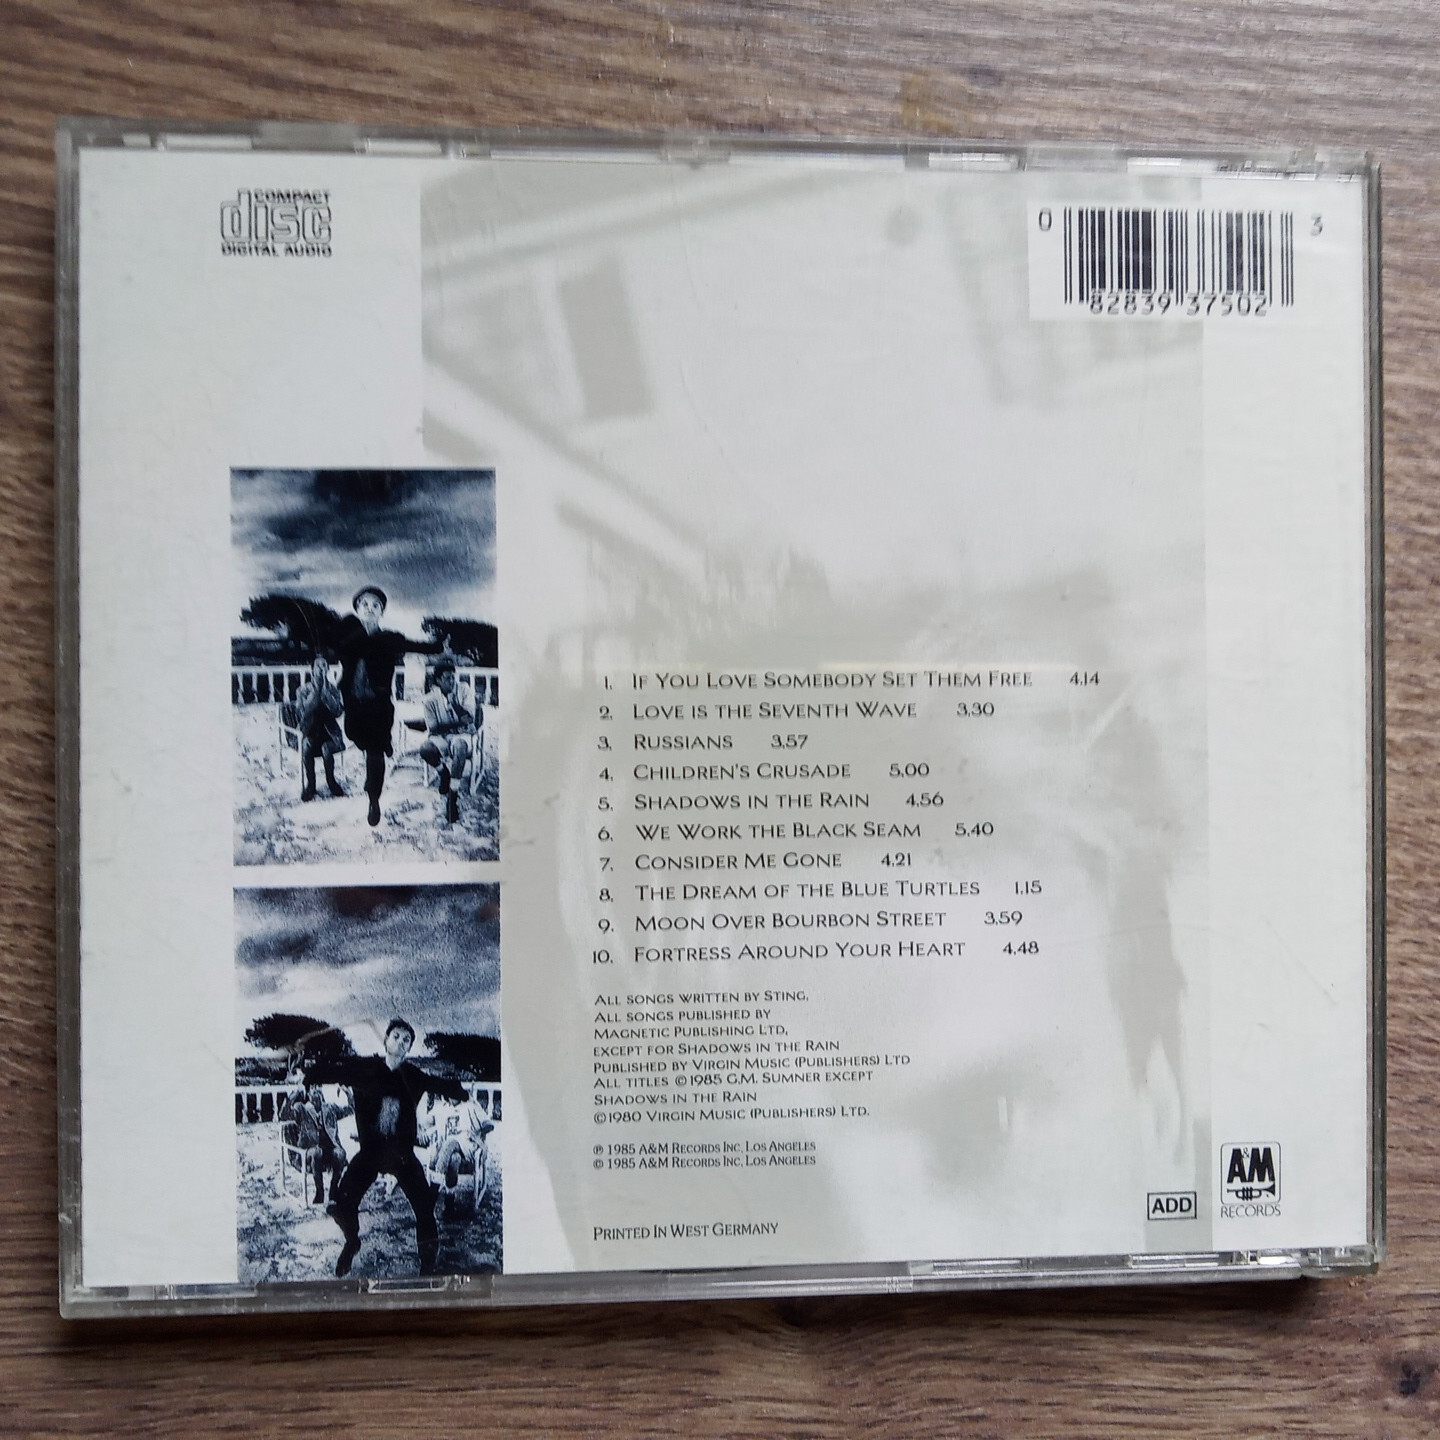 COMPACT
disc
DIGITAL AUDIO
0 82839 37502 3
1. IF YOU LOVE SOMEBODY SET THEM FREE 4.14
2. LOVE IS THE SEVENTH WAVE 3.30
3. RUSSIANS 3.57
4. CHILDREN'S CRUSADE 5.00
5. SHADOWS IN THE RAIN 4.56
6. WE WORK THE BLACK SEAM 5.40
7. CONSIDER ME GONE 4.21
8. THE DREAM OF THE BLUE TURTLES 1.15
9. MOON OVER BOURBON STREET 3.59
10. FORTRESS AROUND YOUR HEART 4.48
ALL SONGS WRITTEN BY STING,
ALL SONGS PUBLISHED BY
MAGNETIC PUBLISHING LTD,
EXCEPT FOR SHADOWS IN THE RAIN
PUBLISHED BY VIRGIN MUSIC (PUBLISHERS) LTD
ALL TITLES ©1985 G.M. SUMNER EXCEPT
SHADOWS IN THE RAIN
©1980 VIRGIN MUSIC (PUBLISHERS) LTD.
℗ 1985 A&M RECORDS INC, LOS ANGELES
© 1985 A&M RECORDS INC, LOS ANGELES
PRINTED IN WEST GERMANY
ADD
A&M
RECORDS